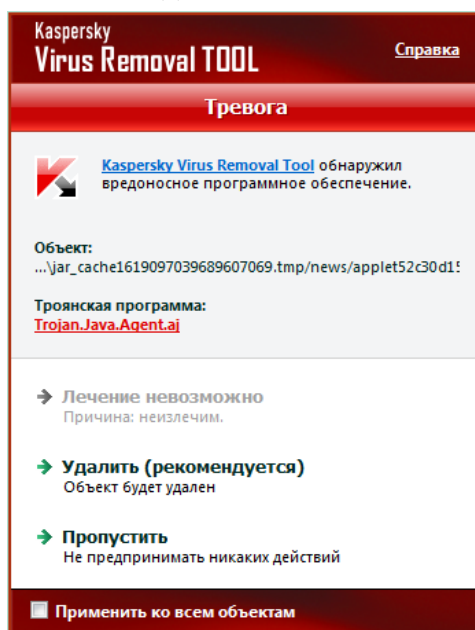 Kaspersky
Virus Removal TOOL
Справка
Тревога
Kaspersky Virus Removal Tool обнаружил
вредоносное программное обеспечение.
Объект:
...\jar_cache1619097039689607069.tmp/news/applet52c30d15
Троянская программа:
Trojan.Java.Agent.aj
Лечение невозможно
Причина: неизлечим.
Удалить (рекомендуется)
Объект будет удален
Пропустить
Не предпринимать никаких действий
Применить ко всем объектам